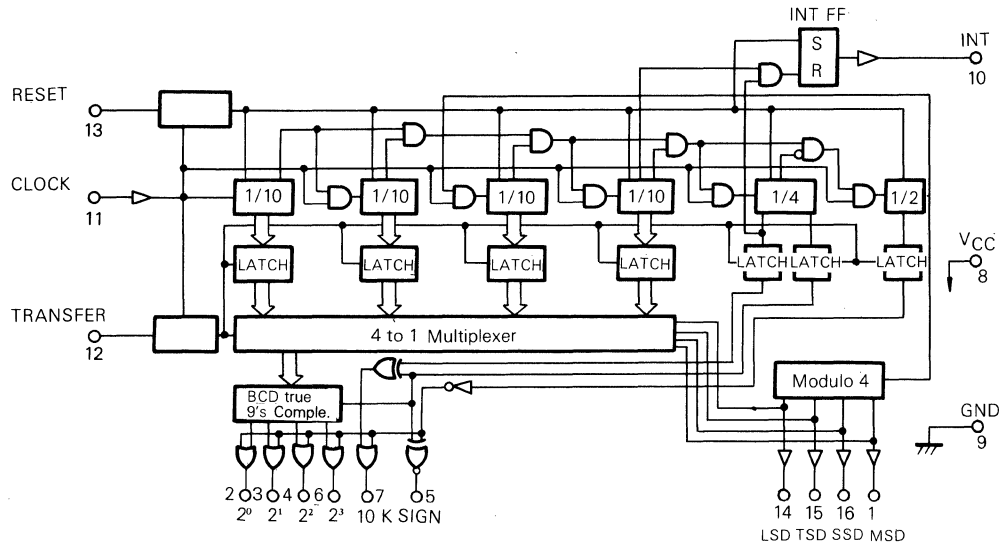 INT FF
S
R
INT
10
RESET
13
CLOCK
11
1/10
1/10
1/10
1/10
1/4
1/2
LATCH
LATCH
LATCH
LATCH
LATCH
LATCH
LATCH
VCC
8
TRANSFER
12
4 to 1 Multiplexer
Modulo 4
BCD true
9's Comple.
GND
9
2 3 4 6 7 5
2⁰ 2¹ 2² 2³ 10 K SIGN
14 15 16 1
LSD TSD SSD MSD